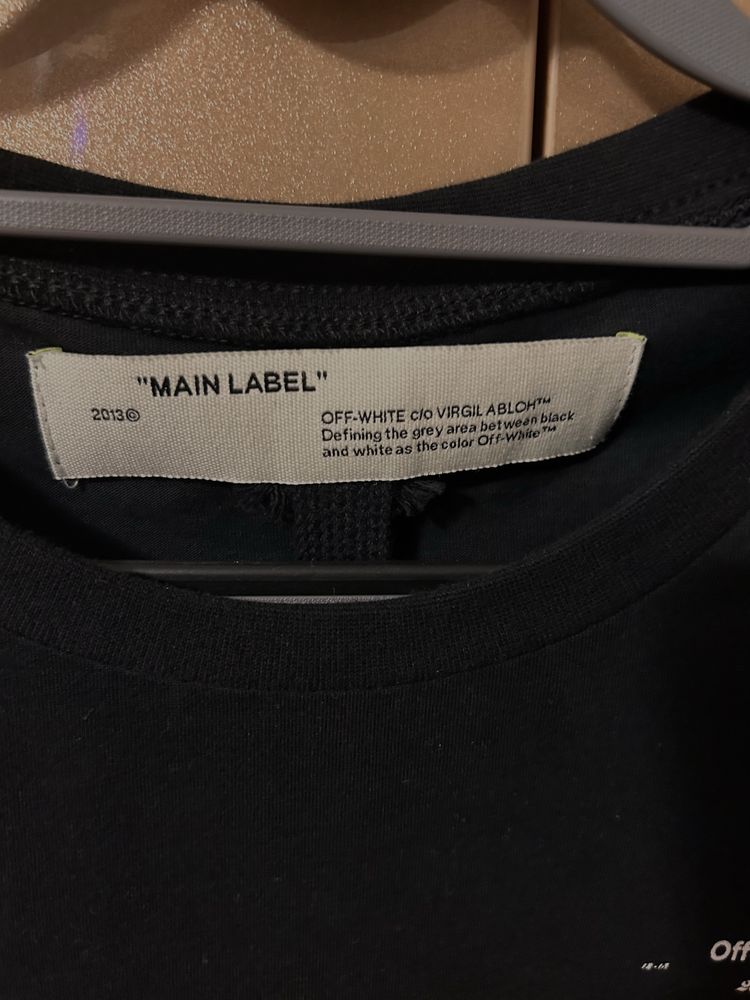 "MAIN LABEL"
2013©
OFF-WHITE c/o VIRGIL ABLOH™
Defining the grey area between black
and white as the color Off-White™
Off